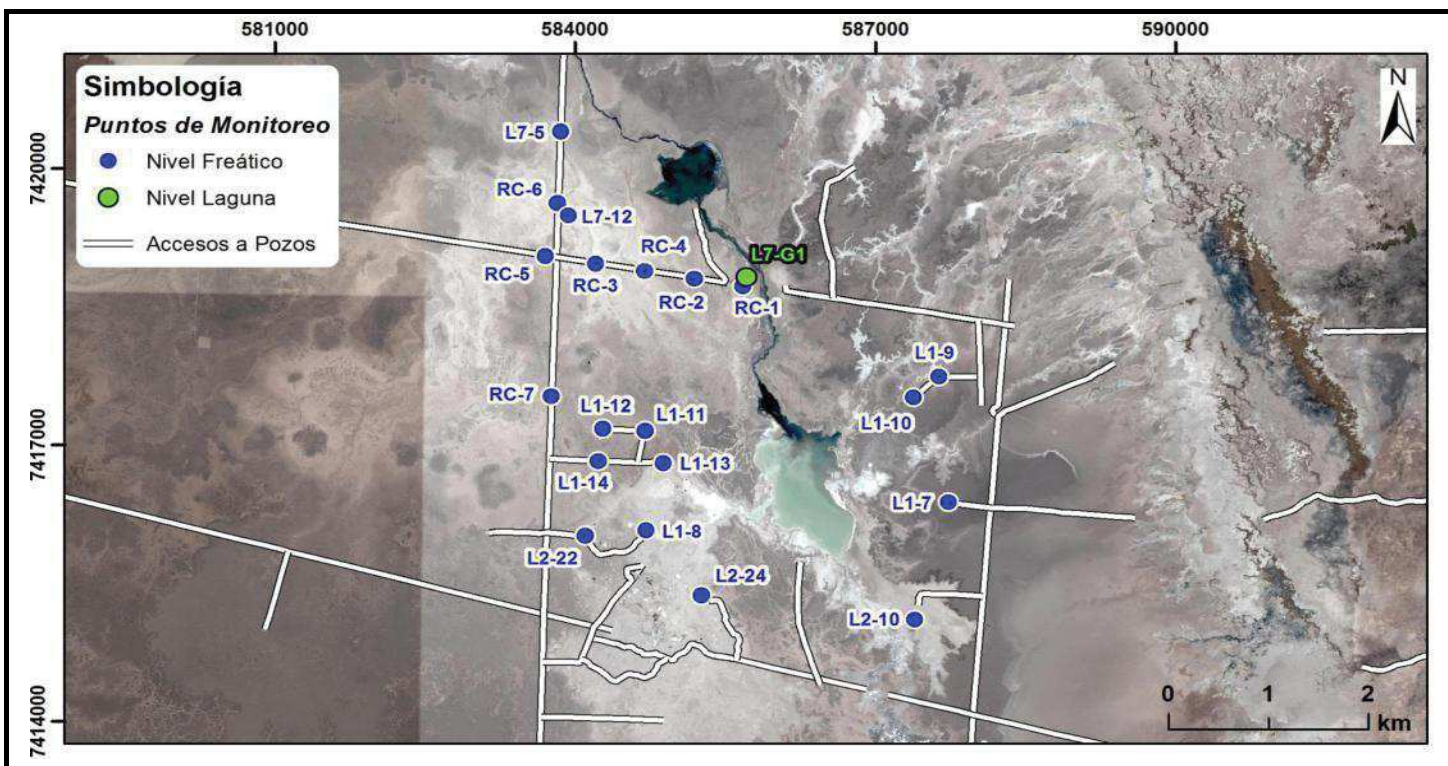 581000
584000
587000
590000
Simbología
Puntos de Monitoreo
Nivel Freático
Nivel Laguna
Accesos a Pozos
N
7420000
7417000
7414000
L7-5
RC-6
L7-12
RC-4
L7-G1
RC-5
RC-3
RC-2
RC-1
L1-9
RC-7
L1-12
L1-11
L1-10
L1-14
L1-13
L1-7
L1-8
L2-22
L2-24
L2-10
0 1 2
km